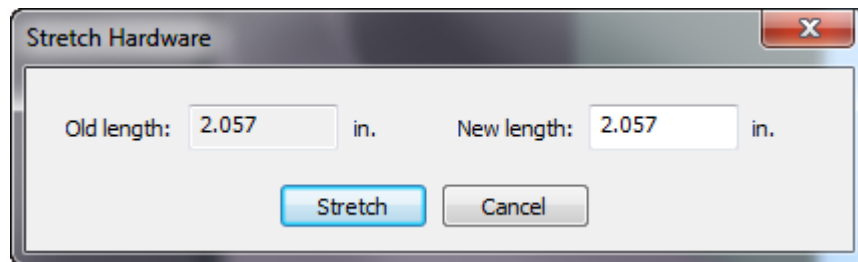 Stretch Hardware
Old length: 2.057 in. New length: 2.057 in.
Stretch Cancel